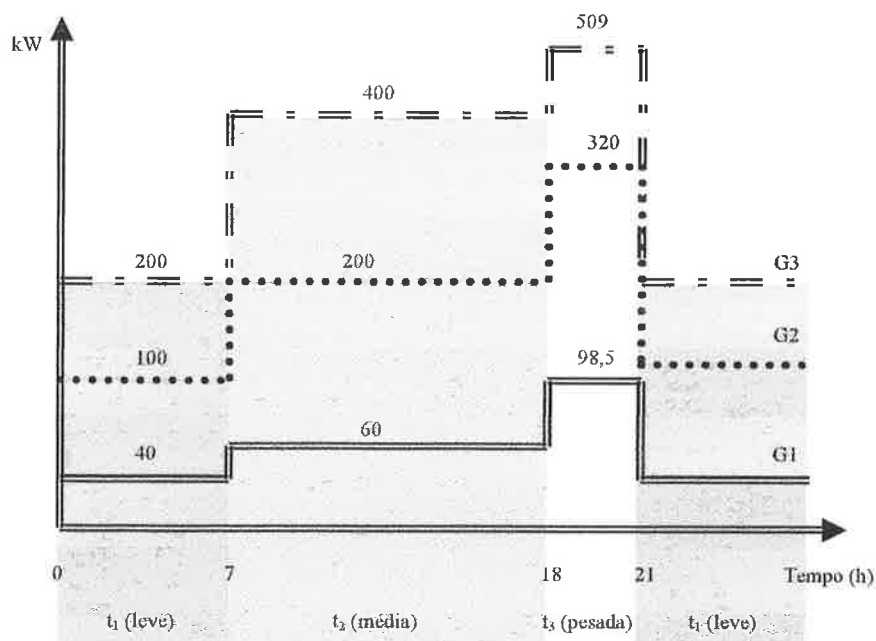 509
kW
400
320
200
200
G3
100
G2
98,5
60
40
G1
0
7
18
21
Tempo (h)
t₁ (leve)
t₂ (média)
t₃ (pesada)
t₁ (leve)